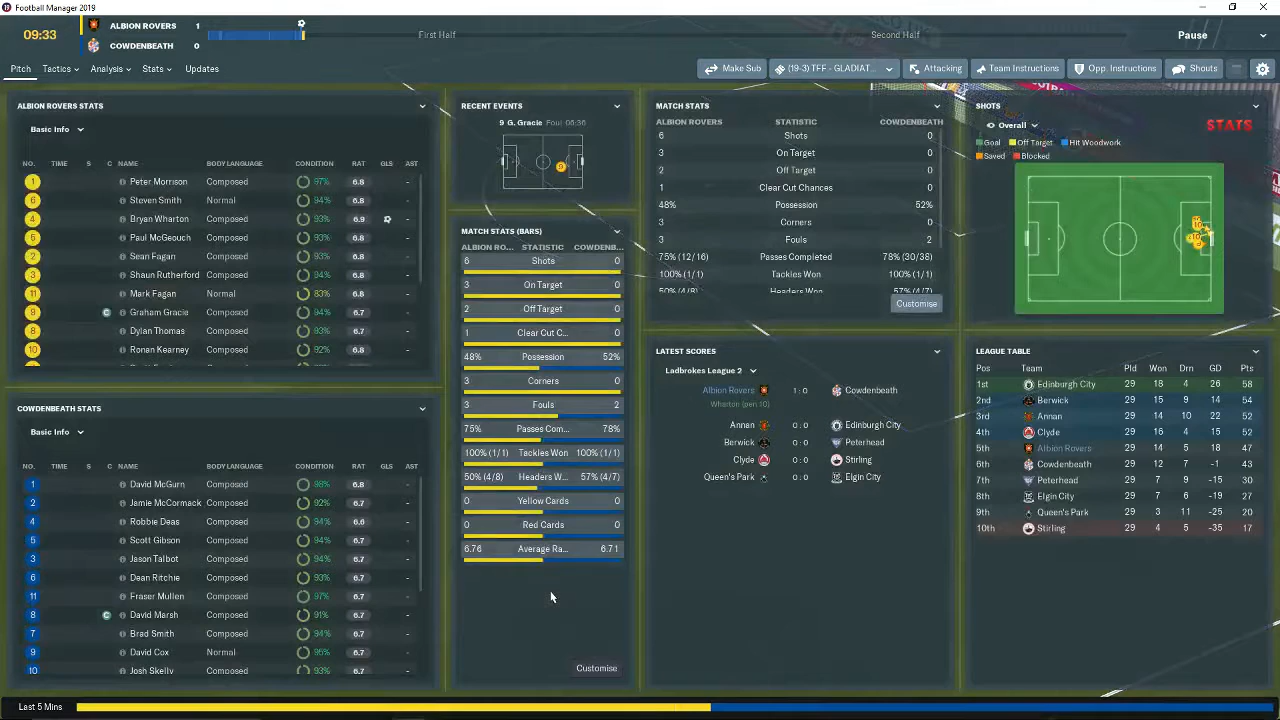 Football Manager 2019
09:33
ALBION ROVERS 1
COWDENBEATH 0
First Half
Second Half
Pause
Pitch Tactics Analysis Stats Updates
Make Sub (19-3) TFF - GLADIAT... Attacking Team Instructions Opp. Instructions Shouts
ALBION ROVERS STATS
Basic Info
NO. TIME S C NAME BODY LANGUAGE CONDITION RAT GLS AST
1 Peter Morrison Composed 97% 6.8 -
6 Steven Smith Normal 94% 6.8 -
4 Bryan Wharton Composed 93% 6.9 -
5 Paul McGeouch Composed 93% 6.8 - -
2 Sean Fagan Composed 93% 6.8 - -
3 Shaun Rutherford Composed 94% 6.8 - -
11 Mark Fagan Normal 83% 6.8 -
9 C Graham Gracie Composed 94% 6.7 -
8 Dylan Thomas Composed 93% 6.7 -
10 Ronan Kearney Composed 92% 6.8 -
COWDENBEATH STATS
Basic Info
NO. TIME S C NAME BODY LANGUAGE CONDITION RAT GLS AST
1 David McGurn Composed 98% 6.8 -
2 Jamie McCormack Composed 94% 6.7 -
4 Robbie Deas Composed 94% 6.6 -
5 Scott Gibson Composed 94% 6.7 -
3 Jason Talbot Composed 94% 6.7 -
6 Dean Ritchie Composed 93% 6.7 -
11 Fraser Mullen Composed 97% 6.7 -
8 C David Marsh Composed 91% 6.7 -
7 Brad Smith Composed 94% 6.7 -
9 David Cox Normal 95% 6.7 -
10 Josh Skelly Composed 93% 6.7 -
RECENT EVENTS
9 G. Gracie Foul 08:36
MATCH STATS (BARS)
ALBION RO... STATISTIC COWDENB...
6 Shots 0
3 On Target 0
2 Off Target 0
1 Clear Cut C... 0
48% Possession 52%
3 Corners 0
3 Fouls 2
75% Passes Com... 78%
100% (1/1) Tackles Won 100% (1/1)
50% (4/8) Headers W... 57% (4/7)
0 Yellow Cards 0
0 Red Cards 0
6.76 Average Ra... 6.71
Customise
MATCH STATS
ALBION ROVERS STATISTIC COWDENBEATH
6 Shots 0
3 On Target 0
2 Off Target 0
1 Clear Cut Chances 0
48% Possession 52%
3 Corners 0
3 Fouls 2
75% (12/16) Passes Completed 78% (30/38)
100% (1/1) Tackles Won 100% (1/1)
50% (4/8) Headers Won 57% (4/7)
Customise
SHOTS
Overall
STATS
Goal Off Target Hit Woodwork
Saved Blocked
LATEST SCORES
Ladbrokes League 2
Albion Rovers 1 : 0 Cowdenbeath
Wharton (pen 10)
Annan 0 : 0 Edinburgh City
Berwick 0 : 0 Peterhead
Clyde 0 : 0 Stirling
Queen's Park 0 : 0 Elgin City
LEAGUE TABLE
Pos Team Pld Won Drn GD Pts
1st Edinburgh City 29 18 4 26 58
2nd Berwick 29 15 9 14 54
3rd Annan 29 14 10 22 52
4th Clyde 29 16 4 15 52
5th Albion Rovers 29 14 5 18 47
6th Cowdenbeath 29 12 7 -1 43
7th Peterhead 29 7 9 -15 30
8th Elgin City 29 7 6 -19 27
9th Queen's Park 29 3 11 -25 20
10th Stirling 29 4 5 -35 17
Last 5 Mins